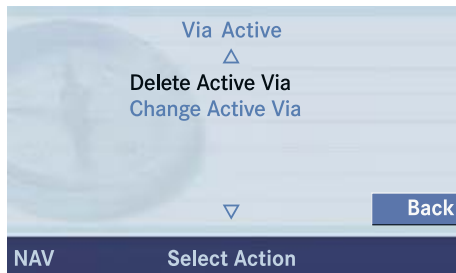 Via Active
Delete Active Via
Change Active Via
Back
NAV Select Action